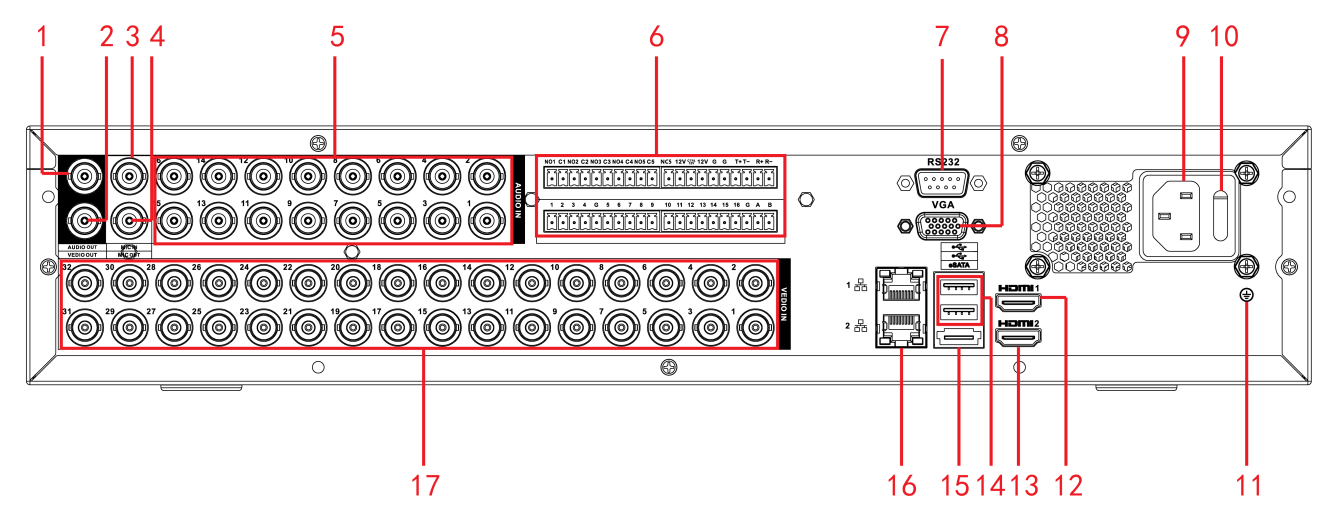 1 2 3 4 5 6 7 8 9 10
NO1 C1 NO2 C2 NO3 C3 NO4 C4 NO5 C5 NC5 12V 12V G G T+ T- R+ R-
RS232
14 12 10 8 6 4 2
AUDIO IN
1 2 3 4 G 5 6 7 8 9 10 11 12 13 14 15 16 G A B
VGA
5 13 11 9 7 5 3 1
AUDIO OUT MIC IN
VEDIO OUT MIC OUT
eSATA
32 30 28 26 24 22 20 18 16 14 12 10 8 6 4 2
VEDIO IN
1
HDMI 1
31 29 27 25 23 21 19 17 15 13 11 9 7 5 3 1
2
HDMI 2
17 16 15 14 13 12 11